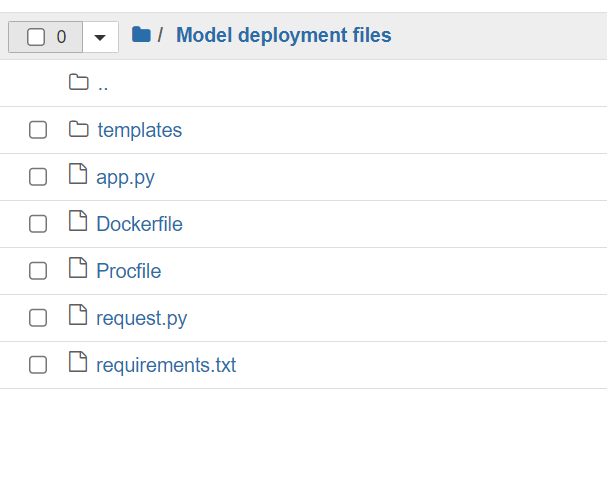 0 / Model deployment files
..
templates
app.py
Dockerfile
Procfile
request.py
requirements.txt